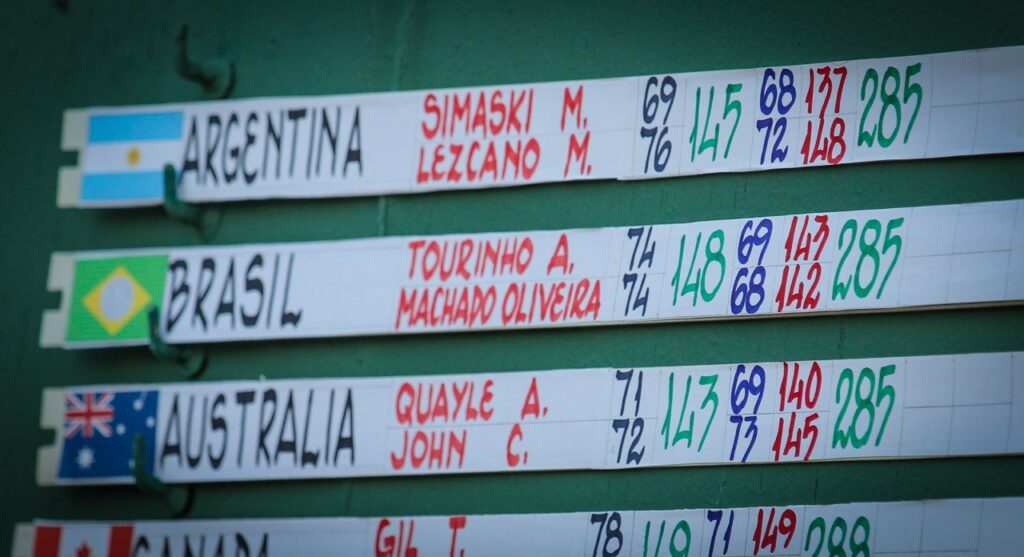 ARGENTINA SIMASKI M. 69 145 68 137 285
LEZCANO M. 76 72 148
BRASIL TOURINHO A. 74 148 69 143 285
MACHADO OLIVEIRA 74 68 142
AUSTRALIA QUAYLE A. 71 143 69 140 285
JOHN C. 72 73 145
CANADA GIL T. 78 71 149 288